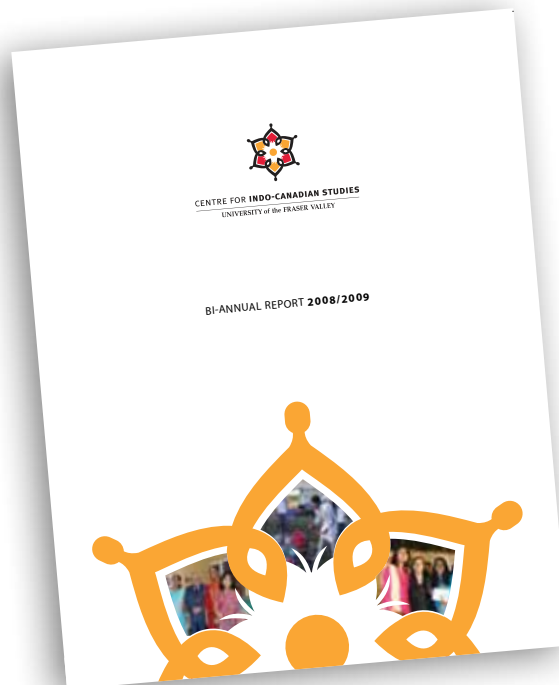 CENTRE FOR INDO-CANADIAN STUDIES
UNIVERSITY of the FRASER VALLEY
BI-ANNUAL REPORT 2008/2009